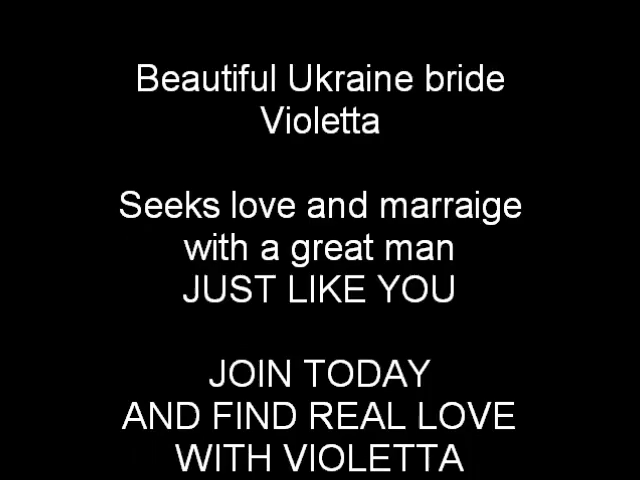 Beautiful Ukraine bride
Violetta
Seeks love and marraige
with a great man
JUST LIKE YOU
JOIN TODAY
AND FIND REAL LOVE
WITH VIOLETTA